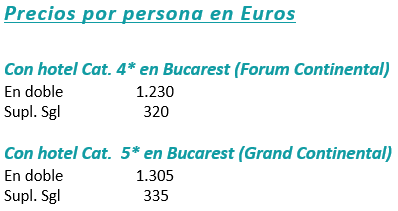 Precios por persona en Euros
Con hotel Cat. 4* en Bucarest (Forum Continental)
En doble 1.230
Supl. Sgl 320
Con hotel Cat. 5* en Bucarest (Grand Continental)
En doble 1.305
Supl. Sgl 335